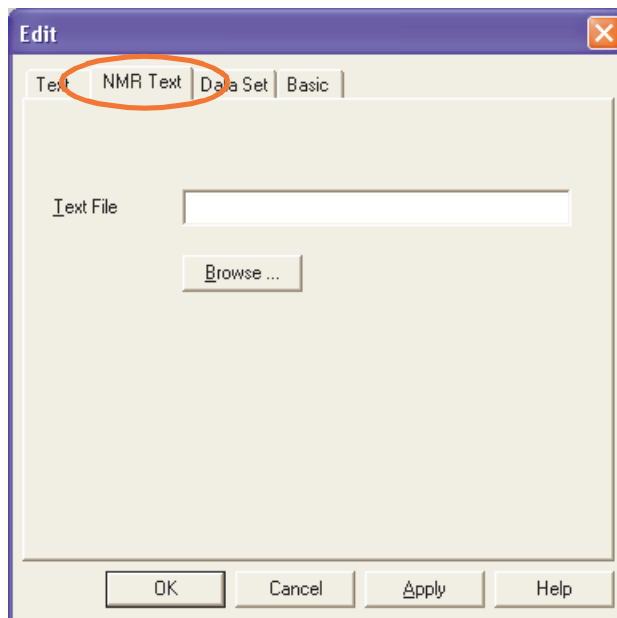 Edit
Text NMR Text Data Set Basic
Text File
Browse ...
OK Cancel Apply Help